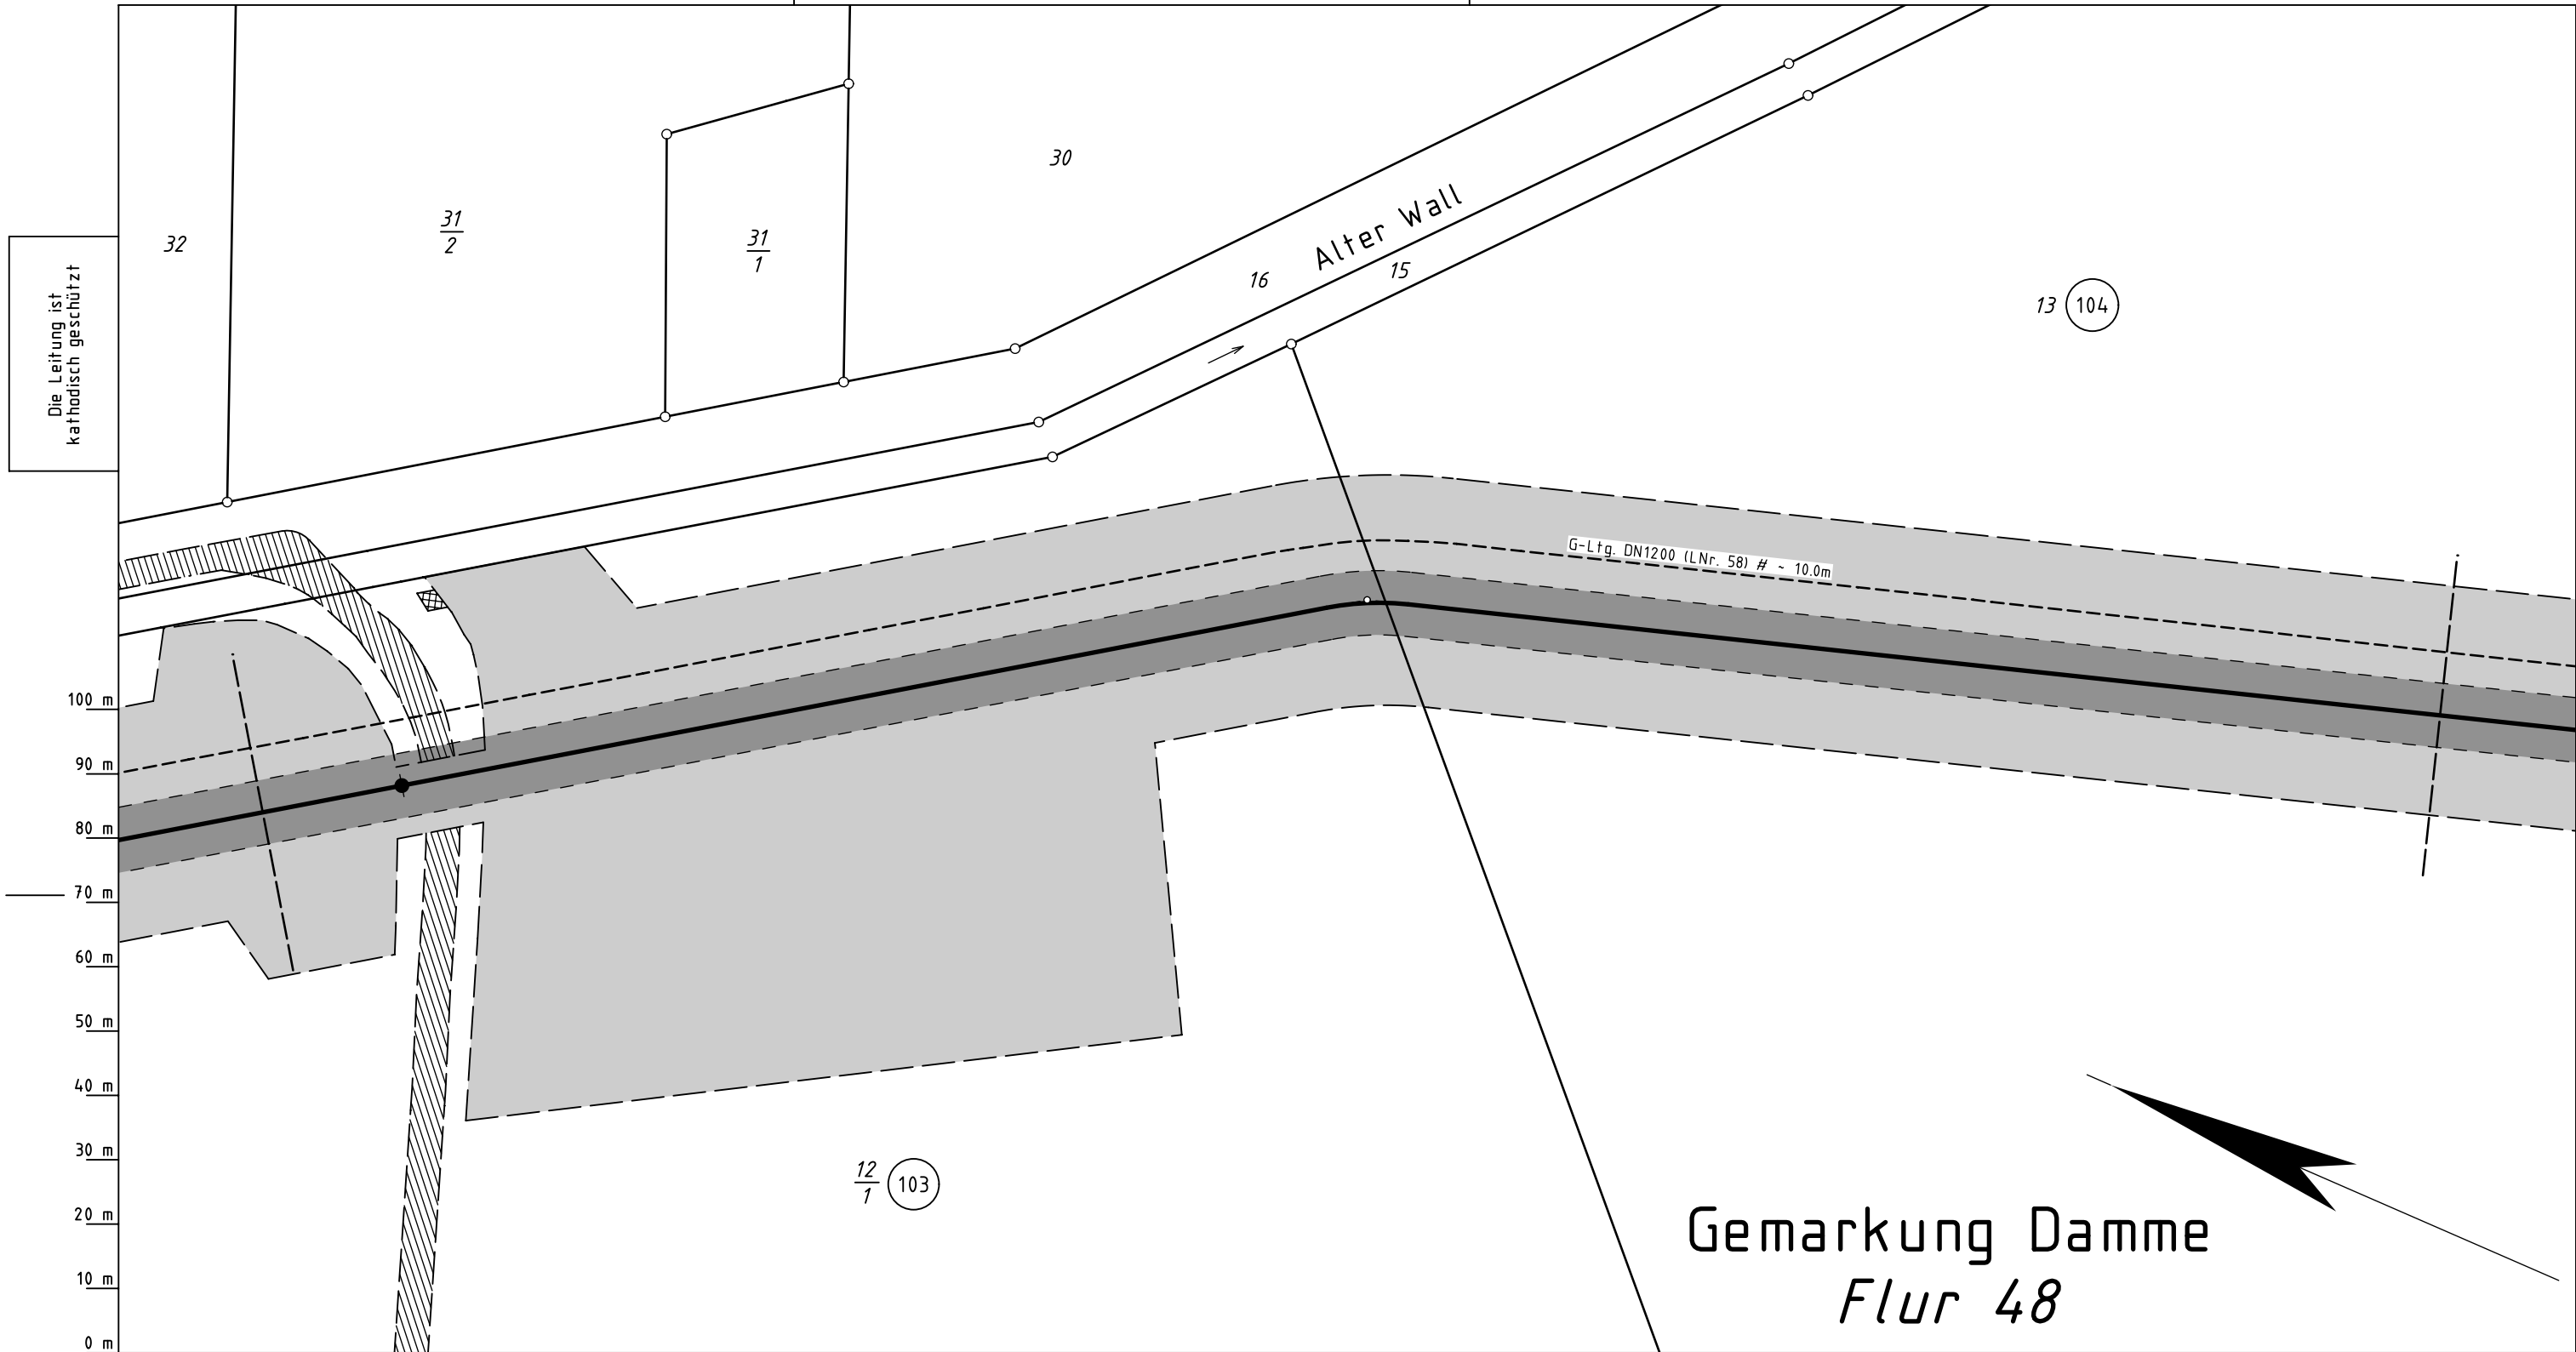 32
31
2
31
1
30
Alter Wall
16
15
13 104
Die Leitung ist
kathodisch geschützt
G-Ltg. DN1200 (LNr. 58) # ~ 10.0m
100 m
90 m
80 m
70 m
60 m
50 m
40 m
30 m
20 m
10 m
0 m
12
1
103
Gemarkung Damme
Flur 48